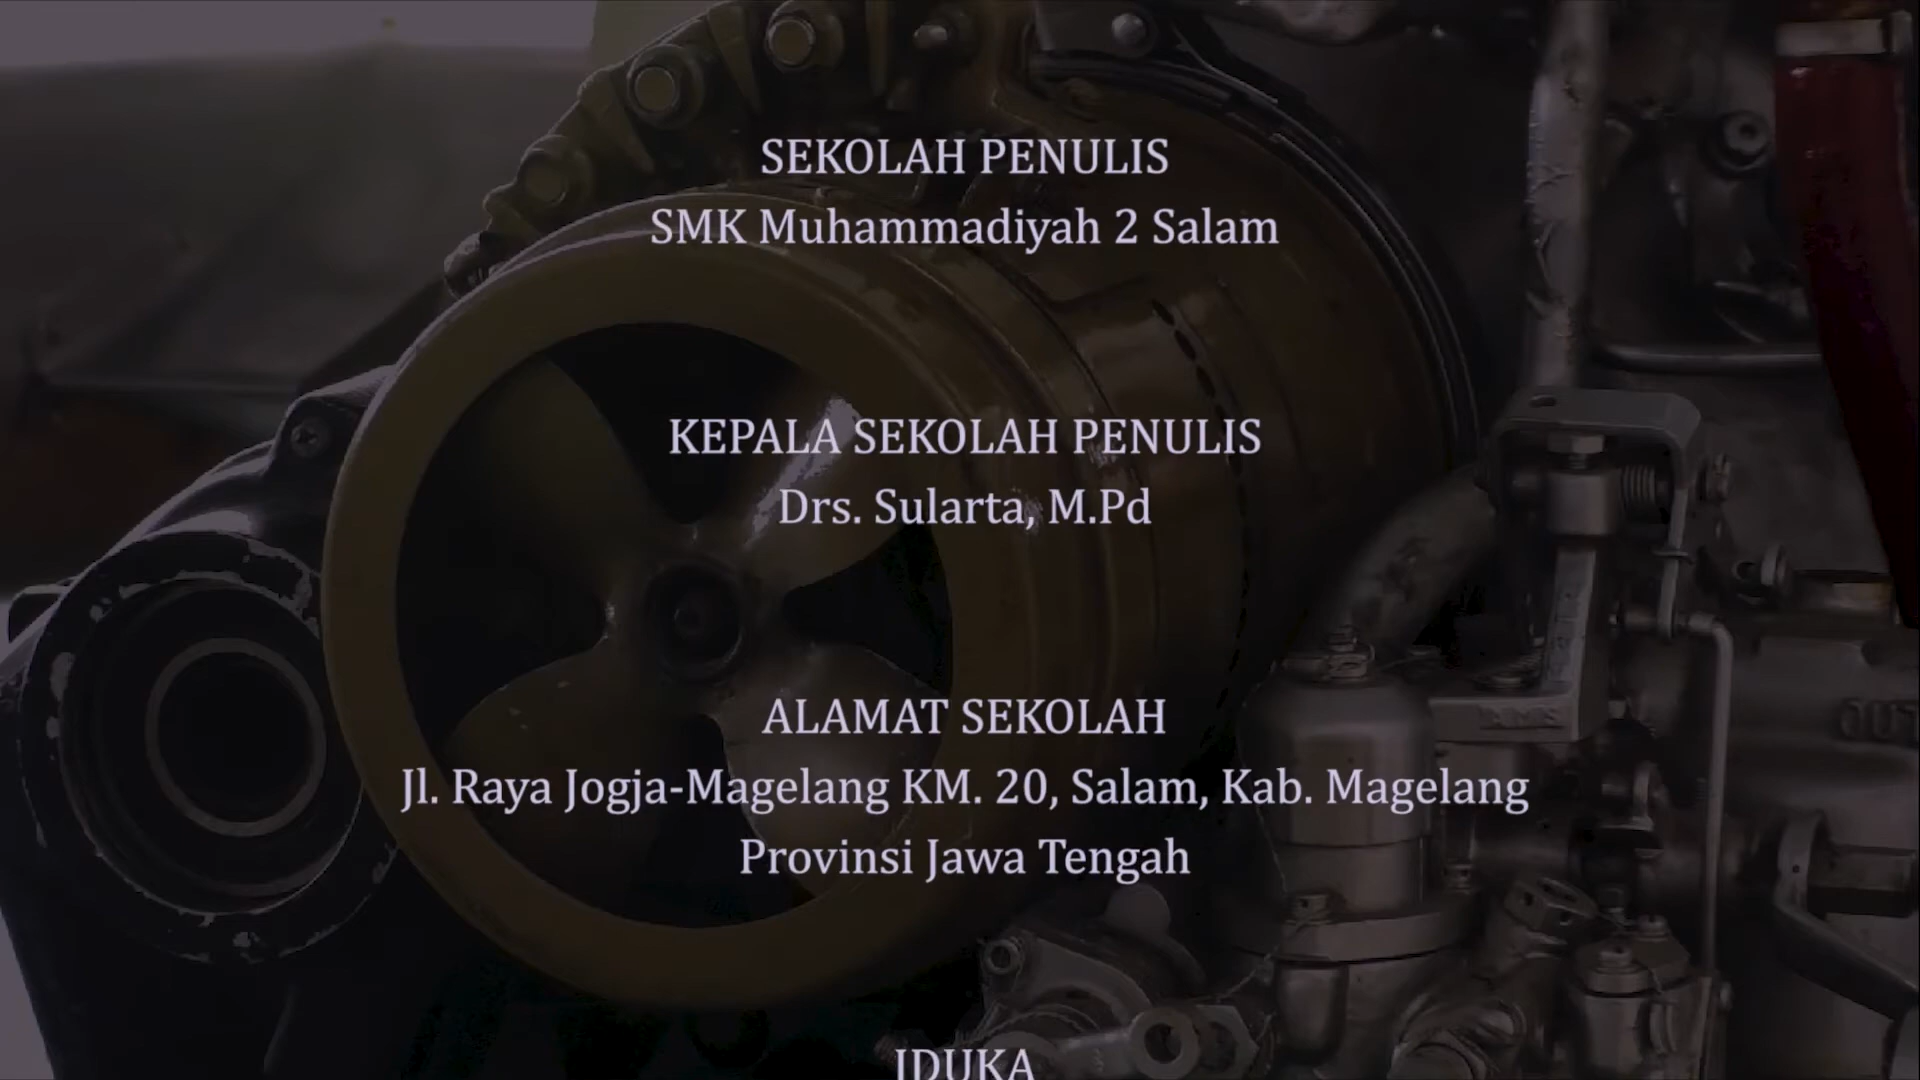 SEKOLAH PENULIS
SMK Muhammadiyah 2 Salam
KEPALA SEKOLAH PENULIS
Drs. Sularta, M.Pd
ALAMAT SEKOLAH
Jl. Raya Jogja-Magelang KM. 20, Salam, Kab. Magelang
Provinsi Jawa Tengah
IDUKA